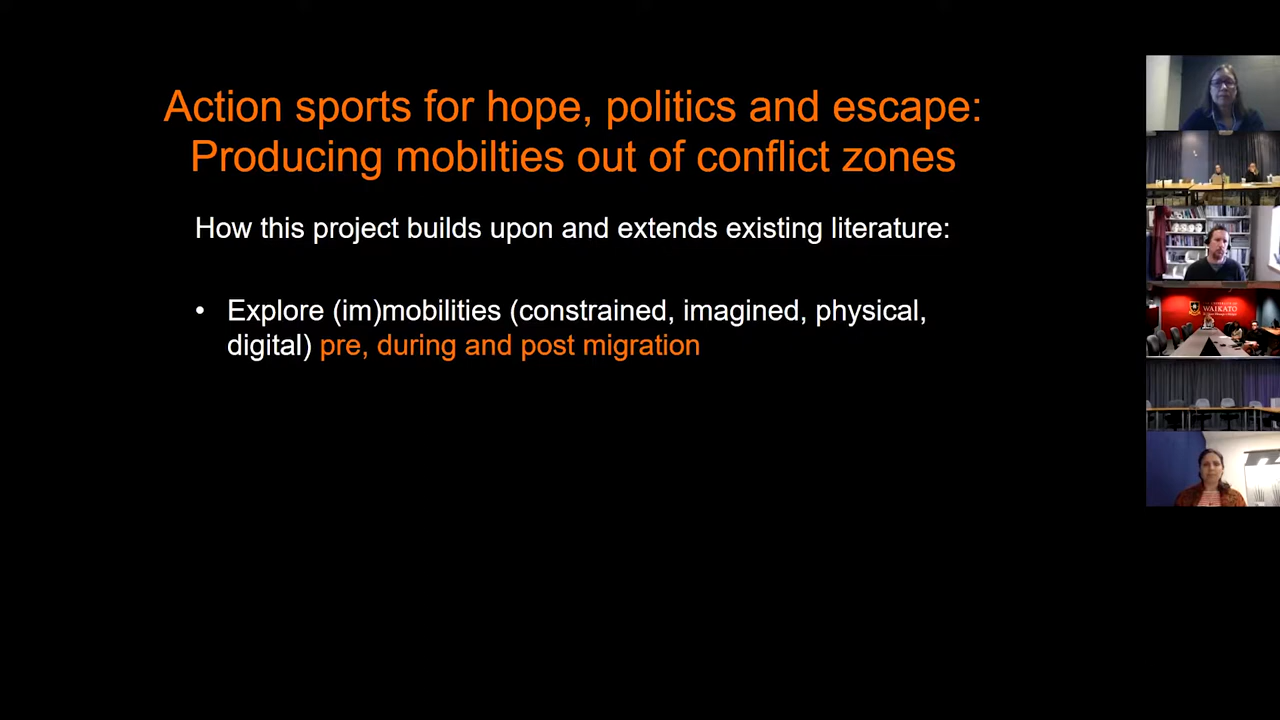 Action sports for hope, politics and escape:
Producing mobilties out of conflict zones
How this project builds upon and extends existing literature:
• Explore (im)mobilities (constrained, imagined, physical,
digital) pre, during and post migration
WAIKATO